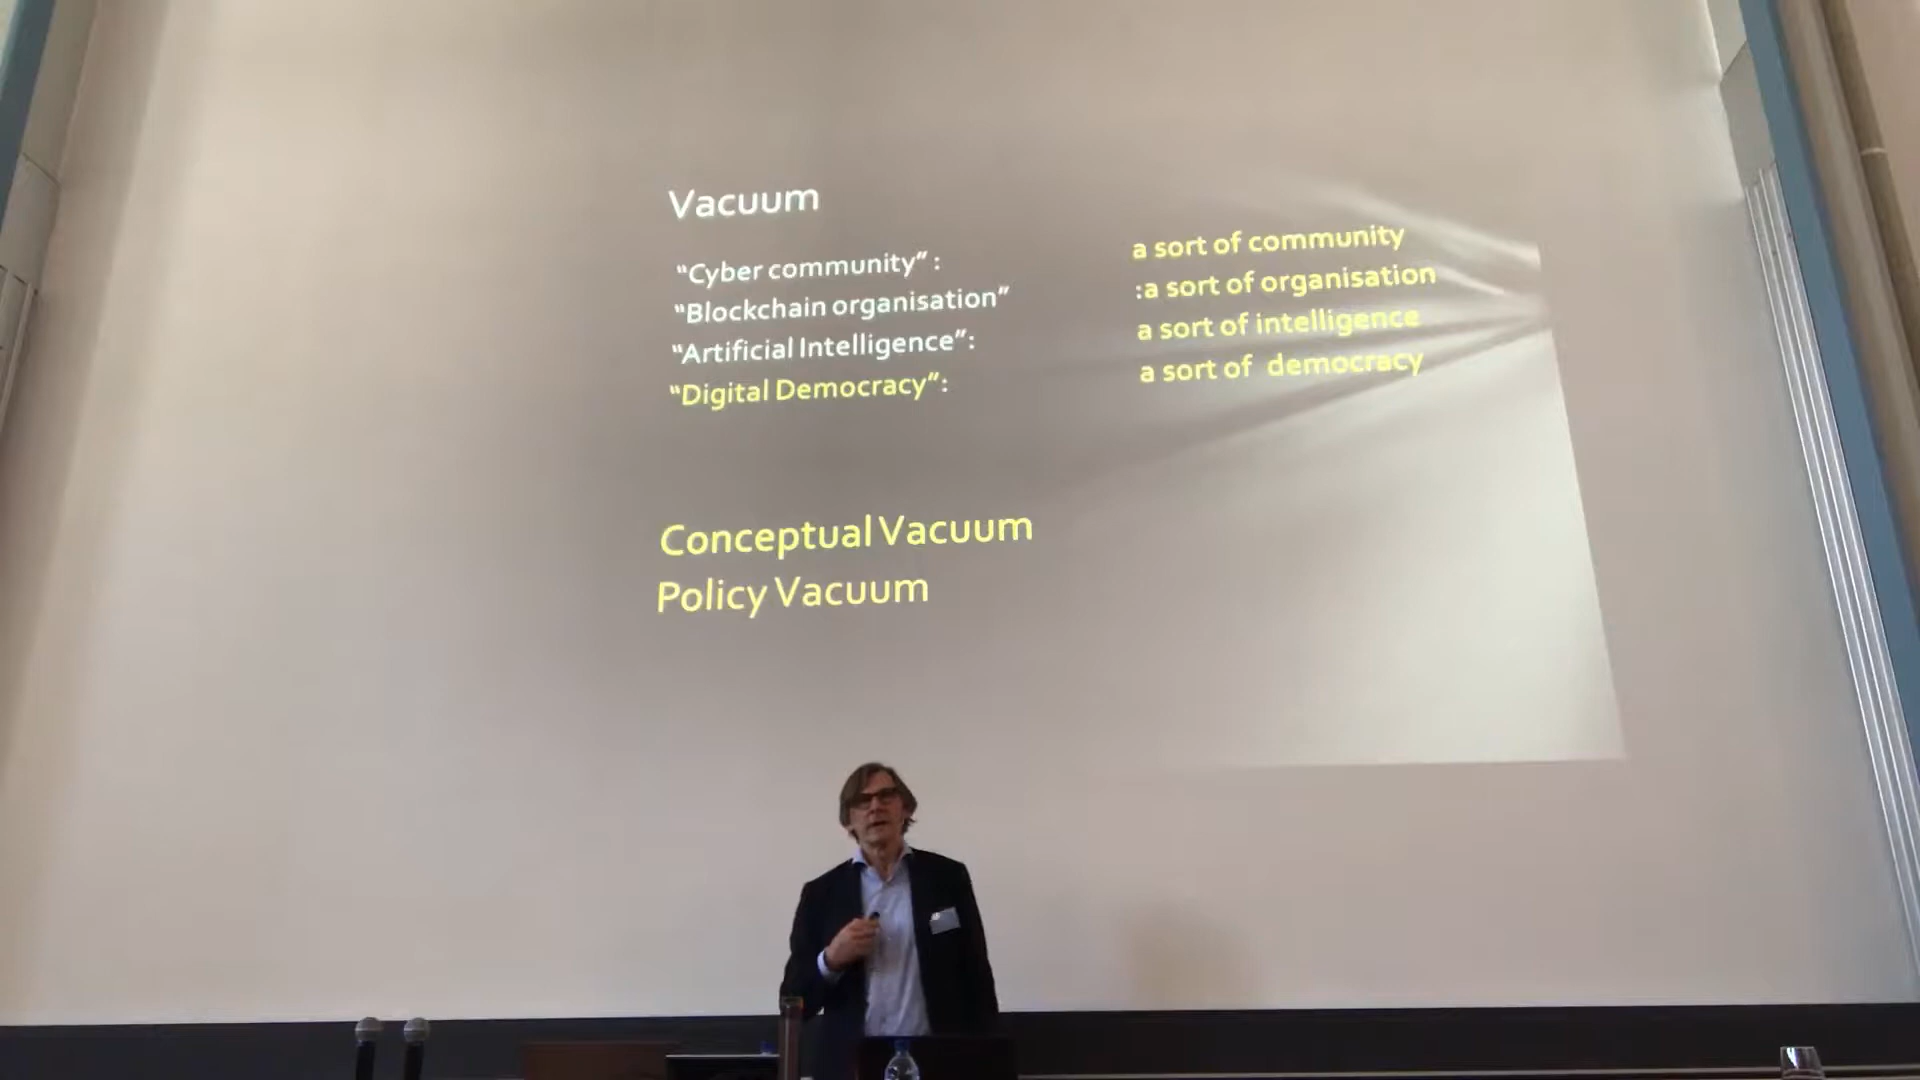 Vacuum
“Cyber community” : a sort of community
“Blockchain organisation” :a sort of organisation
“Artificial Intelligence”: a sort of intelligence
“Digital Democracy”: a sort of democracy
Conceptual Vacuum
Policy Vacuum